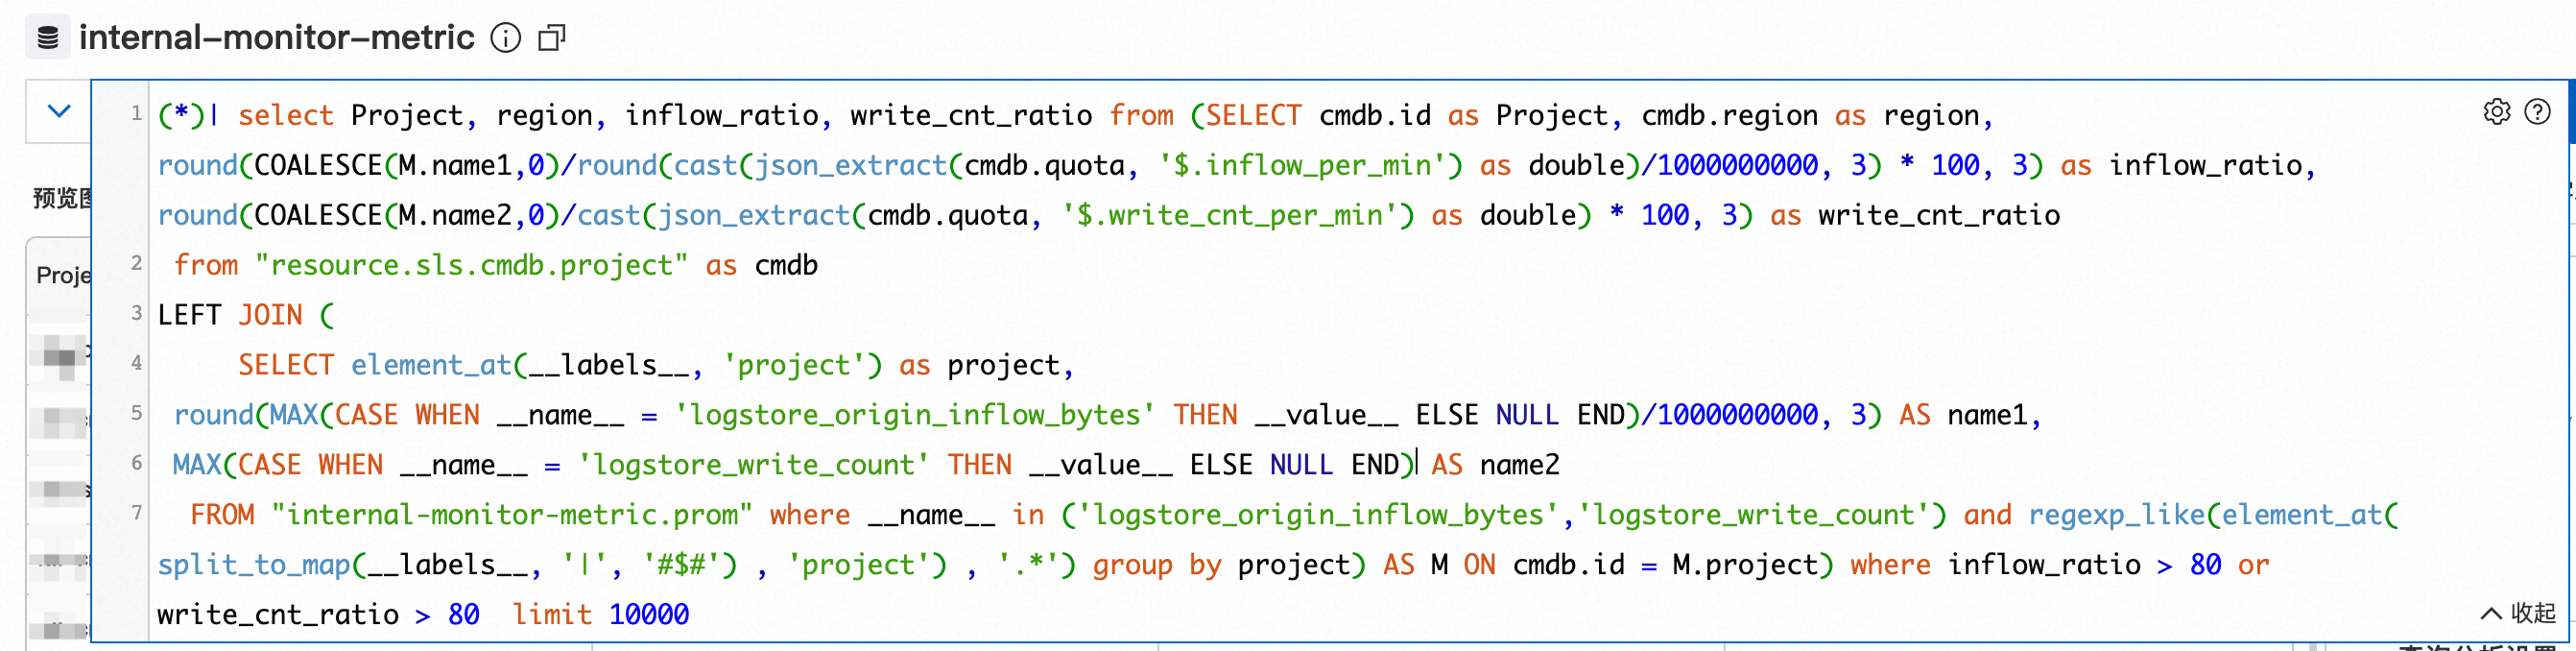 internal-monitor-metric
1 (*)| select Project, region, inflow_ratio, write_cnt_ratio from (SELECT cmdb.id as Project, cmdb.region as region,
round(COALESCE(M.name1,0)/round(cast(json_extract(cmdb.quota, '$.inflow_per_min') as double)/1000000000, 3) * 100, 3) as inflow_ratio,
round(COALESCE(M.name2,0)/cast(json_extract(cmdb.quota, '$.write_cnt_per_min') as double) * 100, 3) as write_cnt_ratio
2 from "resource.sls.cmdb.project" as cmdb
3 LEFT JOIN (
4 SELECT element_at(__labels__, 'project') as project,
5 round(MAX(CASE WHEN __name__ = 'logstore_origin_inflow_bytes' THEN __value__ ELSE NULL END)/1000000000, 3) AS name1,
6 MAX(CASE WHEN __name__ = 'logstore_write_count' THEN __value__ ELSE NULL END) AS name2
7 FROM "internal-monitor-metric.prom" where __name__ in ('logstore_origin_inflow_bytes','logstore_write_count') and regexp_like(element_at(
split_to_map(__labels__, '|', '#$#') , 'project') , '.*') group by project) AS M ON cmdb.id = M.project) where inflow_ratio > 80 or
write_cnt_ratio > 80 limit 10000
收起
预览图
Proje